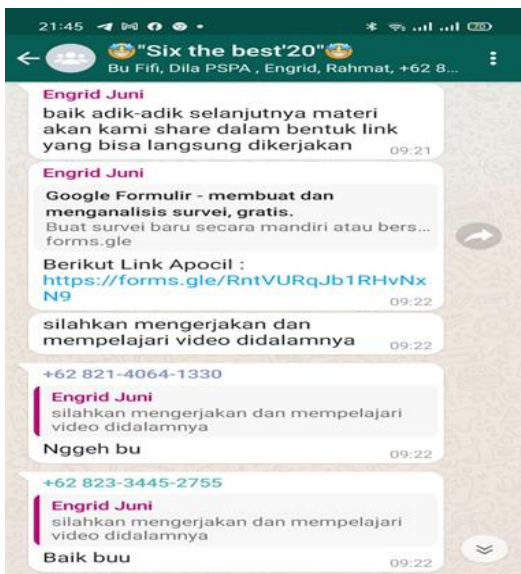 21:45
"Six the best'20"
Bu Fifi, Dila PSPA , Engrid, Rahmat, +62 8...
Engrid Juni
baik adik-adik selanjutnya materi
akan kami share dalam bentuk link
yang bisa langsung dikerjakan 09:21
Engrid Juni
Google Formulir - membuat dan
menganalisis survei, gratis.
Buat survei baru secara mandiri atau bers...
forms.gle
Berikut Link Apocil :
https://forms.gle/RntVURqJb1RHvNx
N9 09:22
silahkan mengerjakan dan
mempelajari video didalamnya 09:22
+62 821-4064-1330
Engrid Juni
silahkan mengerjakan dan mempelajari
video didalamnya
Nggeh bu 09:22
+62 823-3445-2755
Engrid Juni
silahkan mengerjakan dan mempelajari
video didalamnya
Baik buu 09:22